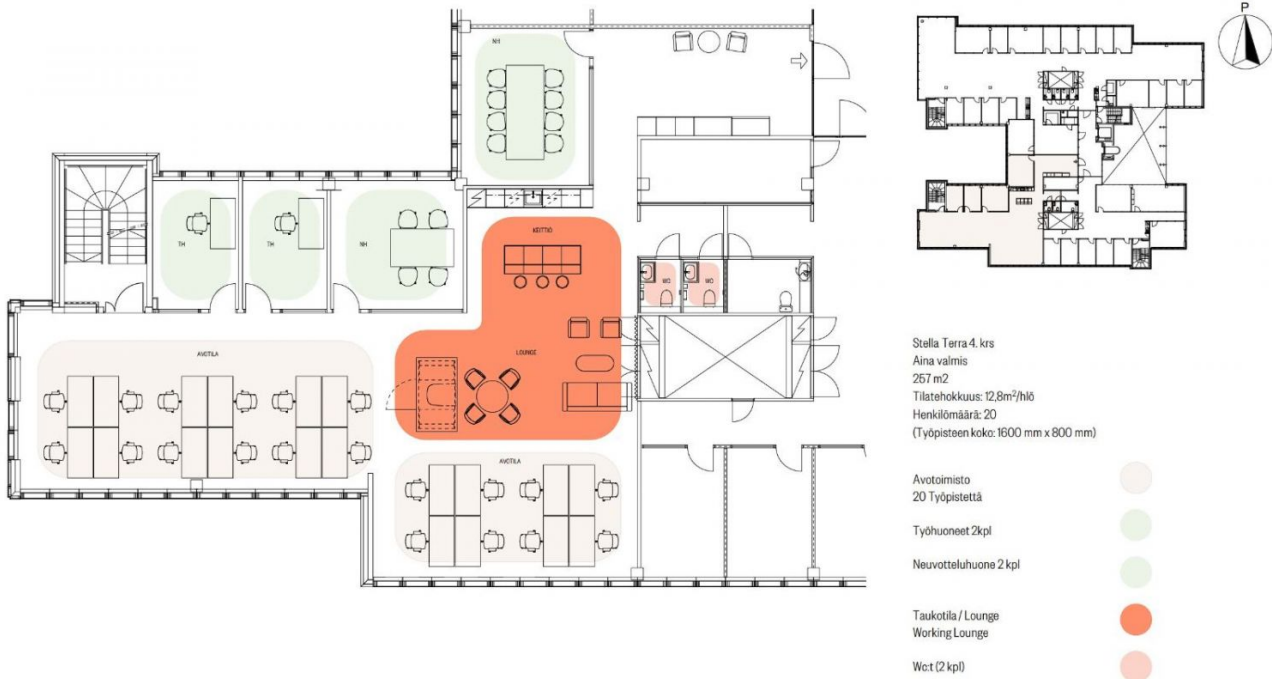 P
NH
TH
TH
NH
KEITTIÖ
WC
WC
AVOTILA
LOUNGE
AVOTILA
Stella Terra 4. krs
Aina valmis
257 m2
Tilatehokkuus: 12,8m²/hlö
Henkilömäärä: 20
(Työpisteen koko: 1600 mm x 800 mm)
Avotoimisto
20 Työpistettä
Työhuoneet 2kpl
Neuvotteluhuone 2 kpl
Taukotila / Lounge
Working Lounge
Wc:t (2 kpl)